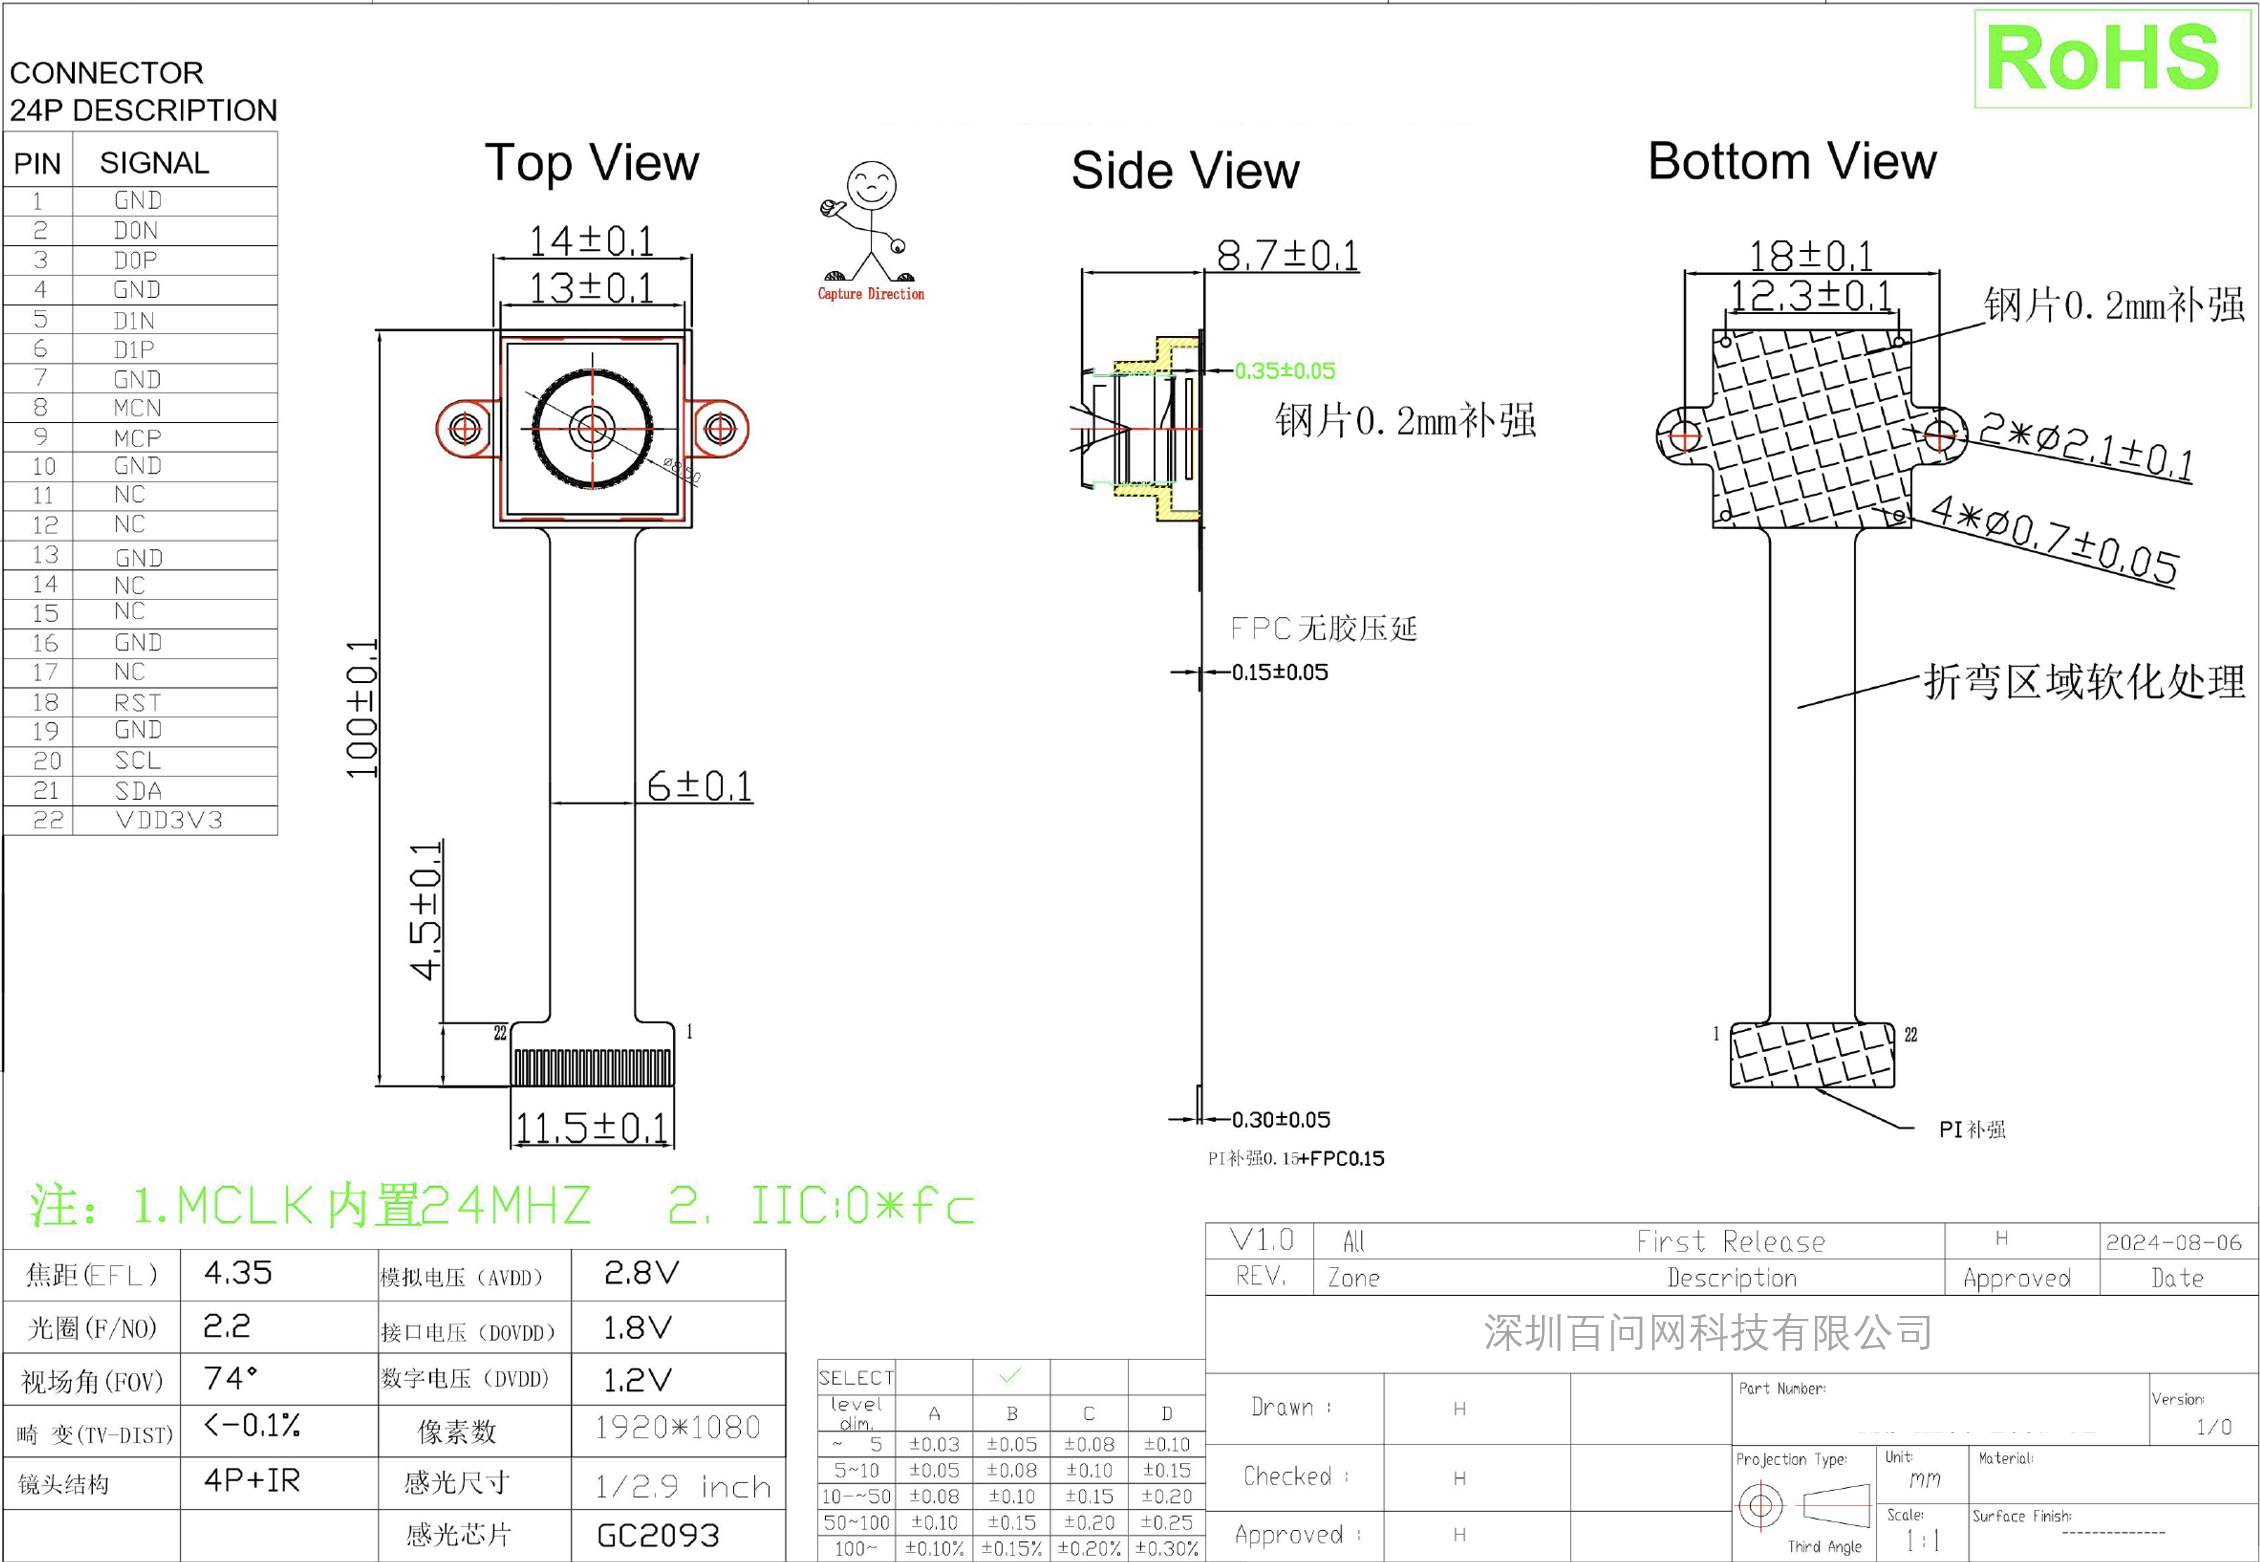 RoHS
CONNECTOR
24P DESCRIPTION
PIN SIGNAL
1 GND
2 D0N
3 D0P
4 GND
5 D1N
6 D1P
7 GND
8 MCN
9 MCP
10 GND
11 NC
12 NC
13 GND
14 NC
15 NC
16 GND
17 NC
18 RST
19 GND
20 SCL
21 SDA
22 VDD3V3
Top View
14±0.1
13±0.1
Ø8.50
100±0.1
6±0.1
4.5±0.1
22
1
11.5±0.1
Capture Direction
Side View
8.7±0.1
0.35±0.05
钢片0.2mm补强
FPC无胶压延
0.15±0.05
0.30±0.05
PI补强0.15+FPC0.15
Bottom View
18±0.1
12.3±0.1
钢片0.2mm补强
2*Ø2.1±0.1
4*Ø0.7±0.05
折弯区域软化处理
1
22
PI补强
注：1.MCLK内置24MHZ 2. IIC:0*fc
焦距(EFL) 4.35 模拟电压（AVDD） 2.8V
光圈(F/NO) 2.2 接口电压（DOVDD） 1.8V
视场角(FOV) 74° 数字电压（DVDD） 1.2V
畸 变(TV-DIST) <-0.1% 像素数 1920*1080
镜头结构 4P+IR 感光尺寸 1/2.9 inch
感光芯片 GC2093
SELECT ✓
level dim. A B C D
~ 5 ±0.03 ±0.05 ±0.08 ±0.10
5~10 ±0.05 ±0.08 ±0.10 ±0.15
10-~50 ±0.08 ±0.10 ±0.15 ±0.20
50~100 ±0.10 ±0.15 ±0.20 ±0.25
100~ ±0.10% ±0.15% ±0.20% ±0.30%
V1.0 All First Release H 2024-08-06
REV. Zone Description Approved Date
深圳百问网科技有限公司
Drawn : H
Checked : H
Approved : H
Part Number:
Version:
1/0
Projection Type:
Third Angle
Unit:
mm
Scale:
1:1
Material:
Surface Finish:
--------------